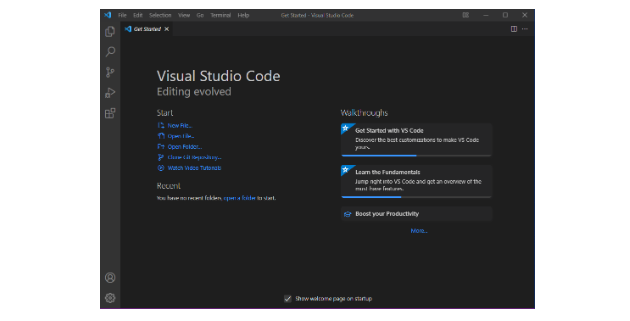 File Edit Selection View Go Terminal Help Get Started - Visual Studio Code
Get Started
Visual Studio Code
Editing evolved
Start
New File...
Open File...
Open Folder...
Clone Git Repository...
Watch Video Tutorials
Recent
You have no recent folders, open a folder to start.
Walkthroughs
Get Started with VS Code
Discover the best customizations to make VS Code
yours.
Learn the Fundamentals
Jump right into VS Code and get an overview of the
must-have features.
Boost your Productivity
More...
Show welcome page on startup